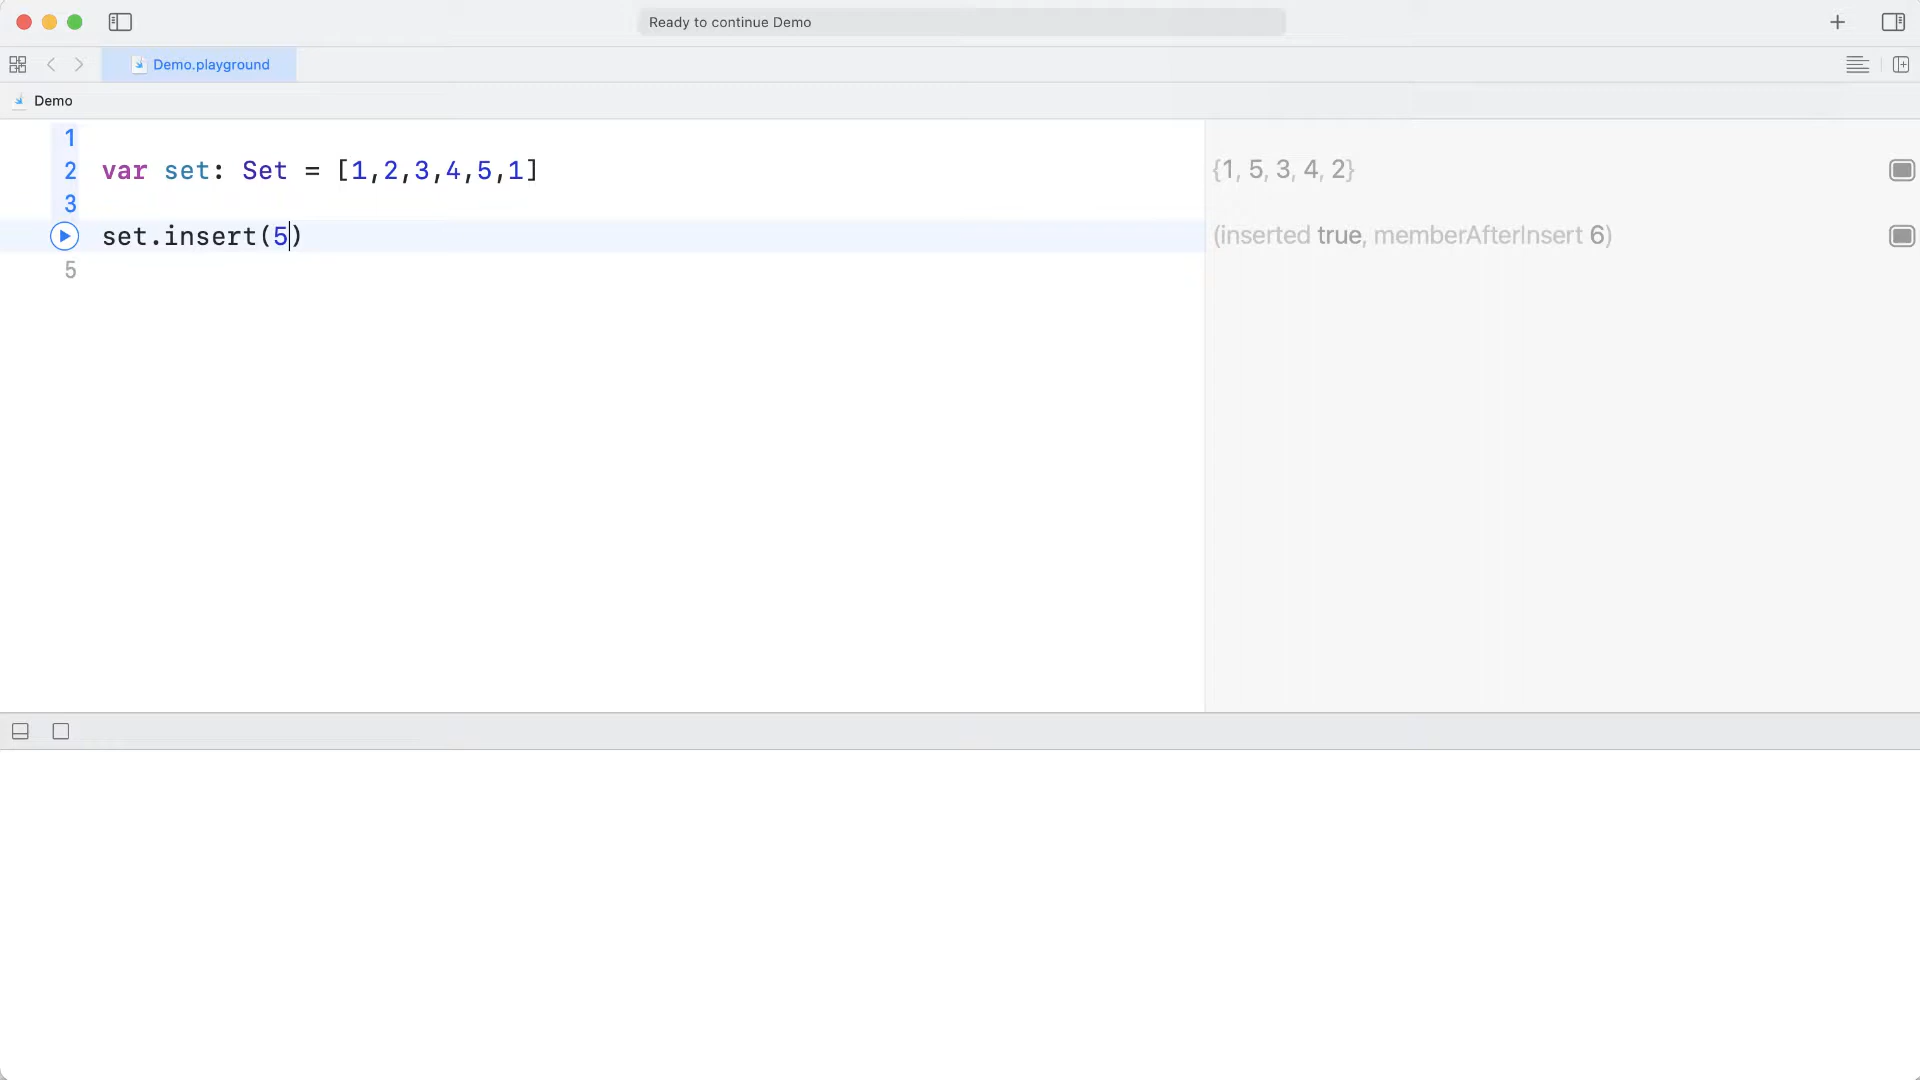 Ready to continue Demo
Demo.playground
Demo
1
2 var set: Set = [1,2,3,4,5,1] {1, 5, 3, 4, 2}
3
set.insert(5) (inserted true, memberAfterInsert 6)
5